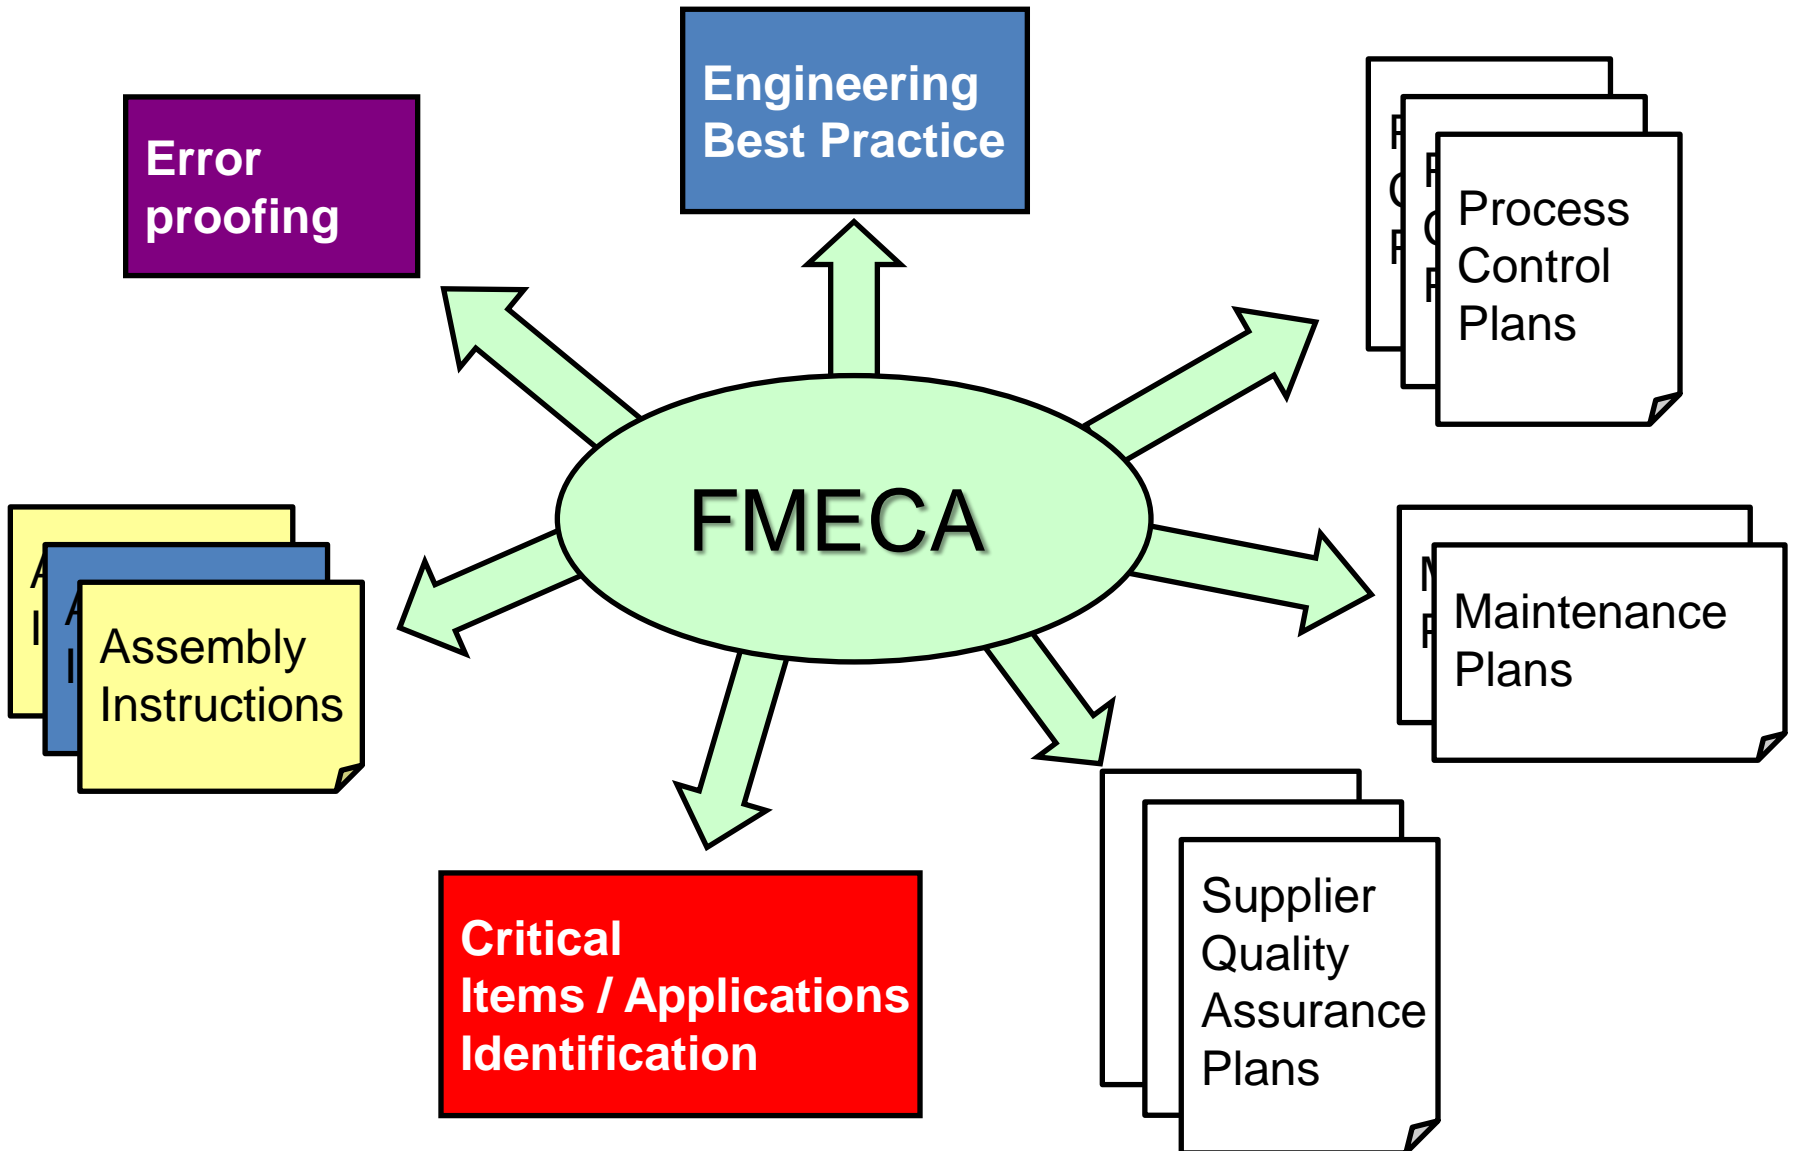 Engineering
Best Practice
Error
proofing
Process
Control
Plans
FMECA
Maintenance
Plans
Assembly
Instructions
Critical
Items / Applications
Identification
Supplier
Quality
Assurance
Plans